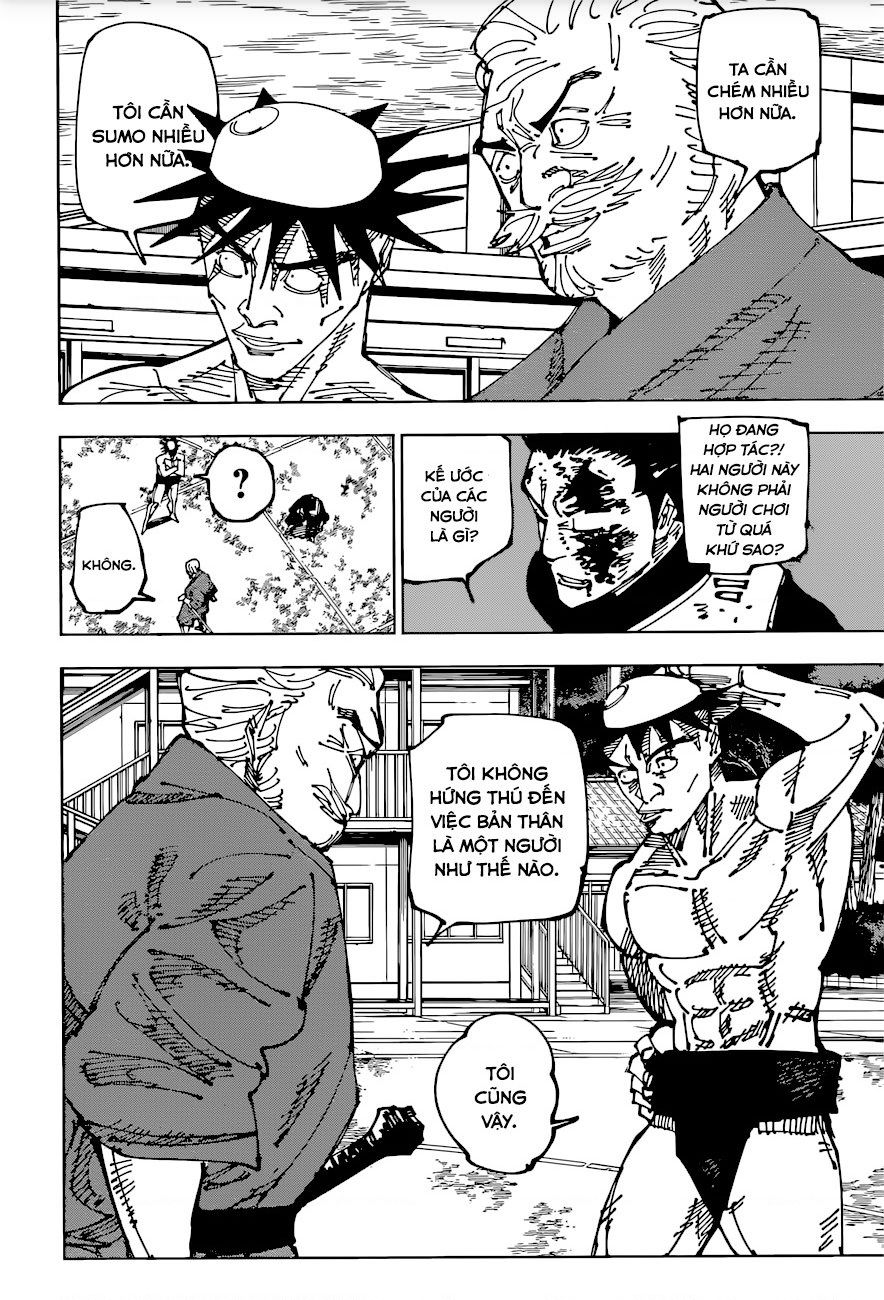 TA CẦN
CHÉM NHIỀU
HƠN NỮA.
TÔI CẦN
SUMO NHIỀU
HƠN NỮA.
HỌ ĐANG
HỢP TÁC?!
HAI NGƯỜI NÀY
KHÔNG PHẢI
NGƯỜI CHƠI
TỪ QUÁ
KHỨ SAO?
KẾ ƯỚC
CỦA CÁC
NGƯỜI
LÀ GÌ?
?
KHÔNG.
TÔI KHÔNG
HỨNG THÚ ĐẾN
VIỆC BẢN THÂN
LÀ MỘT NGƯỜI
NHƯ THẾ NÀO.
TÔI
CŨNG
VẬY.